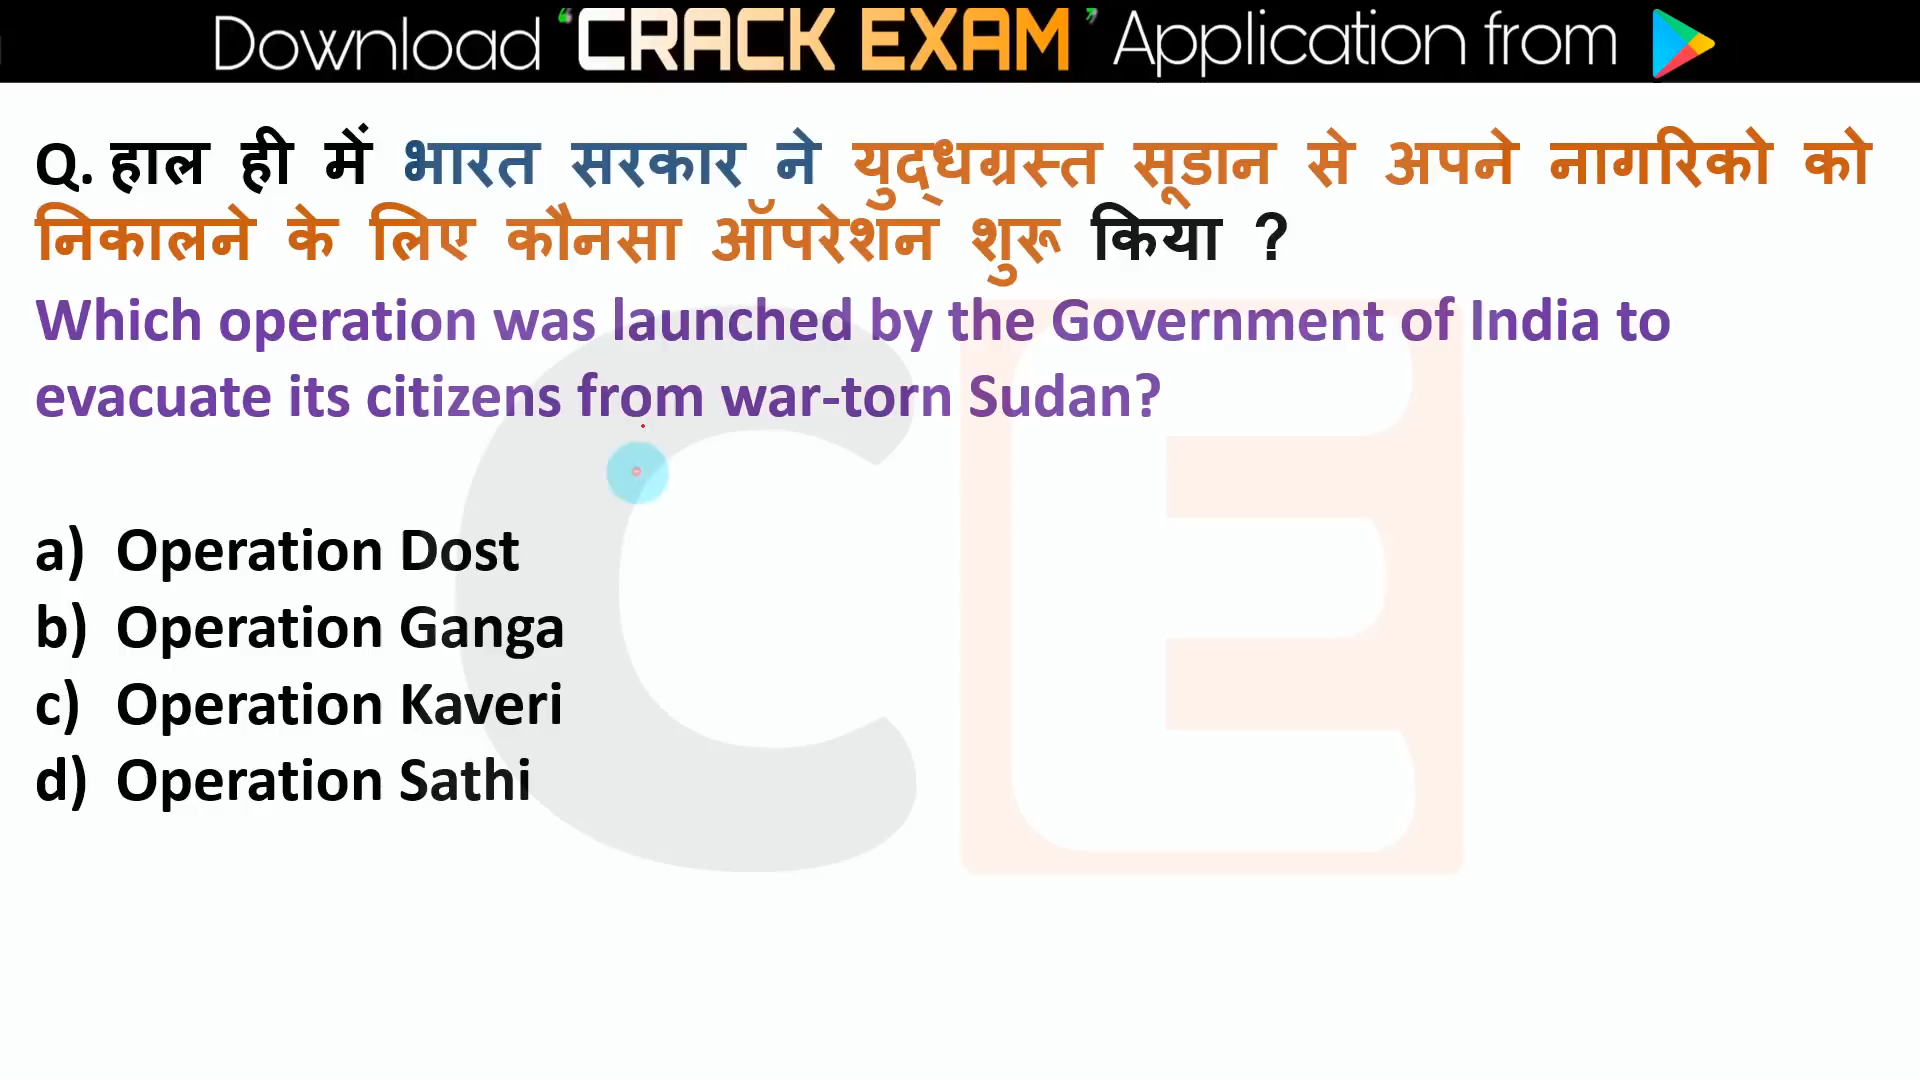 Download ‘CRACK EXAM’ Application from
Q. हाल ही में भारत सरकार ने युद्धग्रस्त सूडान से अपने नागरिको को
निकालने के लिए कौनसा ऑपरेशन शुरू किया ?
Which operation was launched by the Government of India to
evacuate its citizens from war-torn Sudan?
a) Operation Dost
b) Operation Ganga
c) Operation Kaveri
d) Operation Sathi
CE